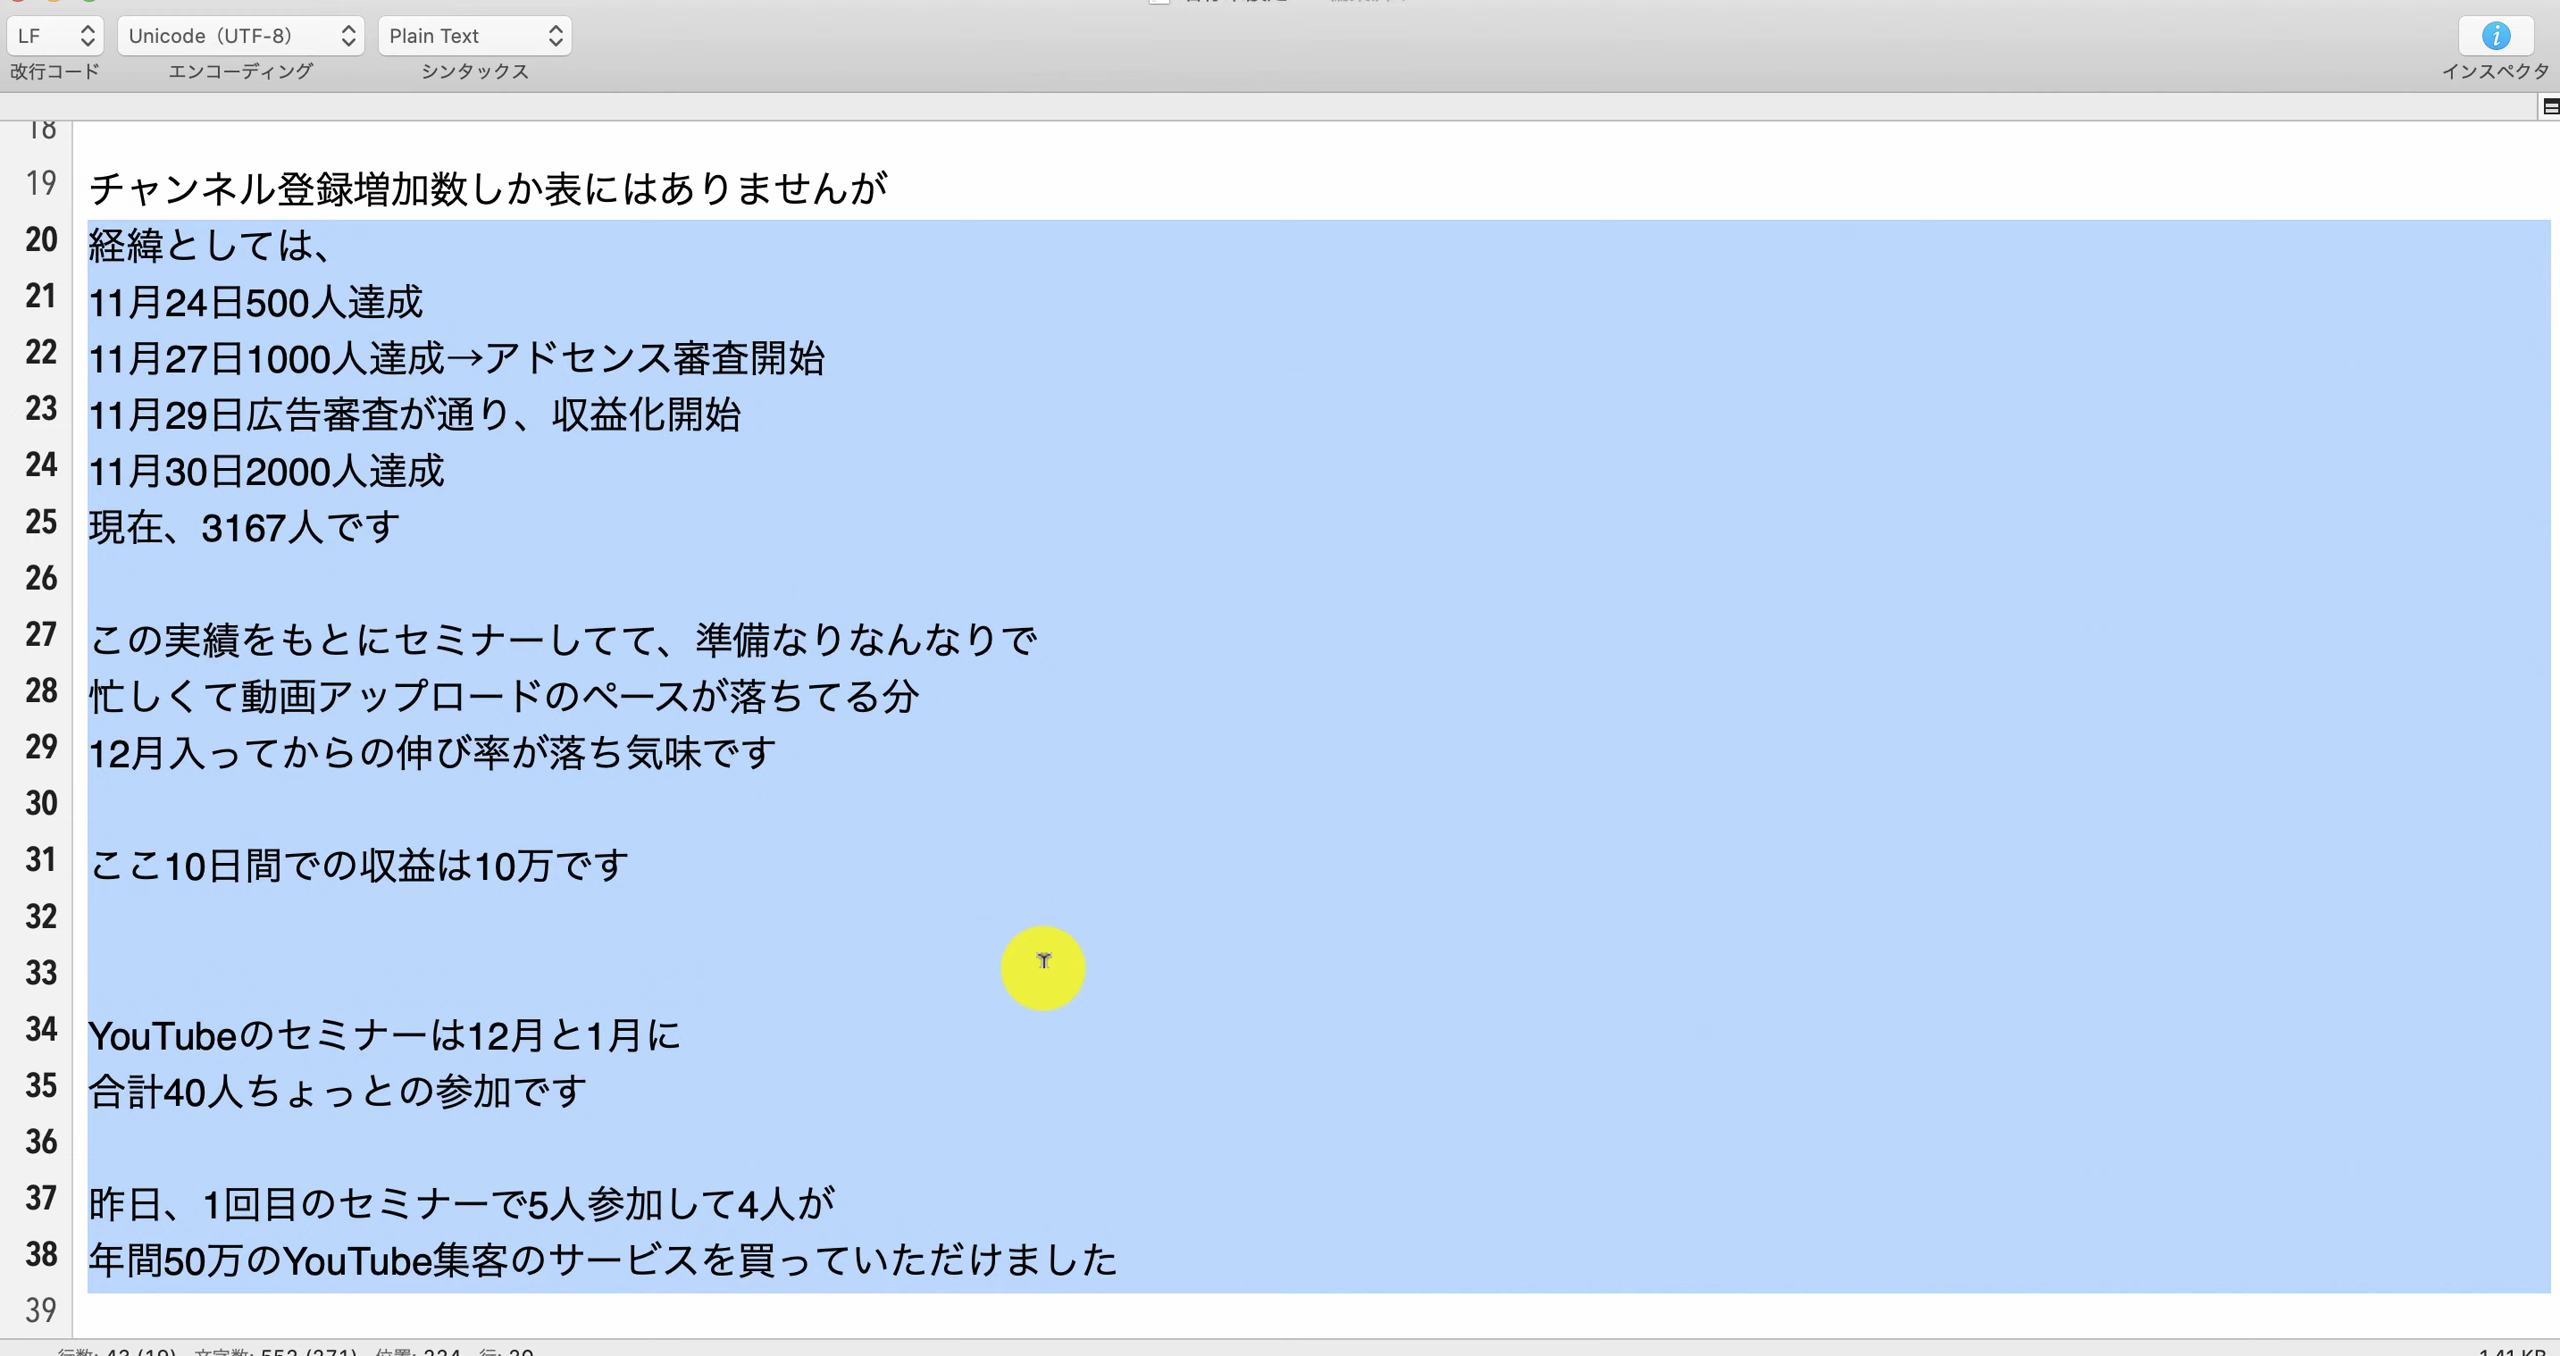 LF
Unicode（UTF-8）
Plain Text
改行コード
エンコーディング
シンタックス
インスペクタ
18
19 チャンネル登録増加数しか表にはありませんが
20 経緯としては、
21 11月24日500人達成
22 11月27日1000人達成→アドセンス審査開始
23 11月29日広告審査が通り、収益化開始
24 11月30日2000人達成
25 現在、3167人です
26
27 この実績をもとにセミナーしてて、準備なりなんなりで
28 忙しくて動画アップロードのペースが落ちてる分
29 12月入ってからの伸び率が落ち気味です
30
31 ここ10日間での収益は10万です
32
33
34 YouTubeのセミナーは12月と1月に
35 合計40人ちょっとの参加です
36
37 昨日、1回目のセミナーで5人参加して4人が
38 年間50万のYouTube集客のサービスを買っていただけました
39